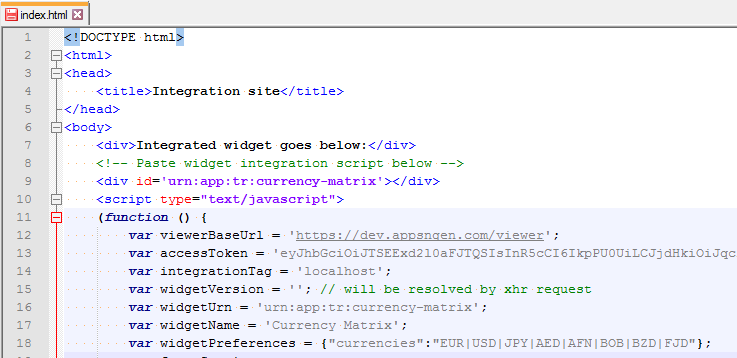 index.html
1 <!DOCTYPE html>
2 <html>
3 <head>
4 <title>Integration site</title>
5 </head>
6 <body>
7 <div>Integrated widget goes below:</div>
8 <!-- Paste widget integration script below -->
9 <div id='urn:app:tr:currency-matrix'></div>
10 <script type="text/javascript">
11 (function () {
12 var viewerBaseUrl = 'https://dev.appsngen.com/viewer';
13 var accessToken = 'eyJhbGciOiJTSEExd2l0aFJTQSIsInR5cCI6IkpPU0UiLCJjdHkiOiJqc
14 var integrationTag = 'localhost';
15 var widgetVersion = ''; // will be resolved by xhr request
16 var widgetUrn = 'urn:app:tr:currency-matrix';
17 var widgetName = 'Currency Matrix';
18 var widgetPreferences = {"currencies":"EUR|USD|JPY|AED|AFN|BOB|BZD|FJD"};